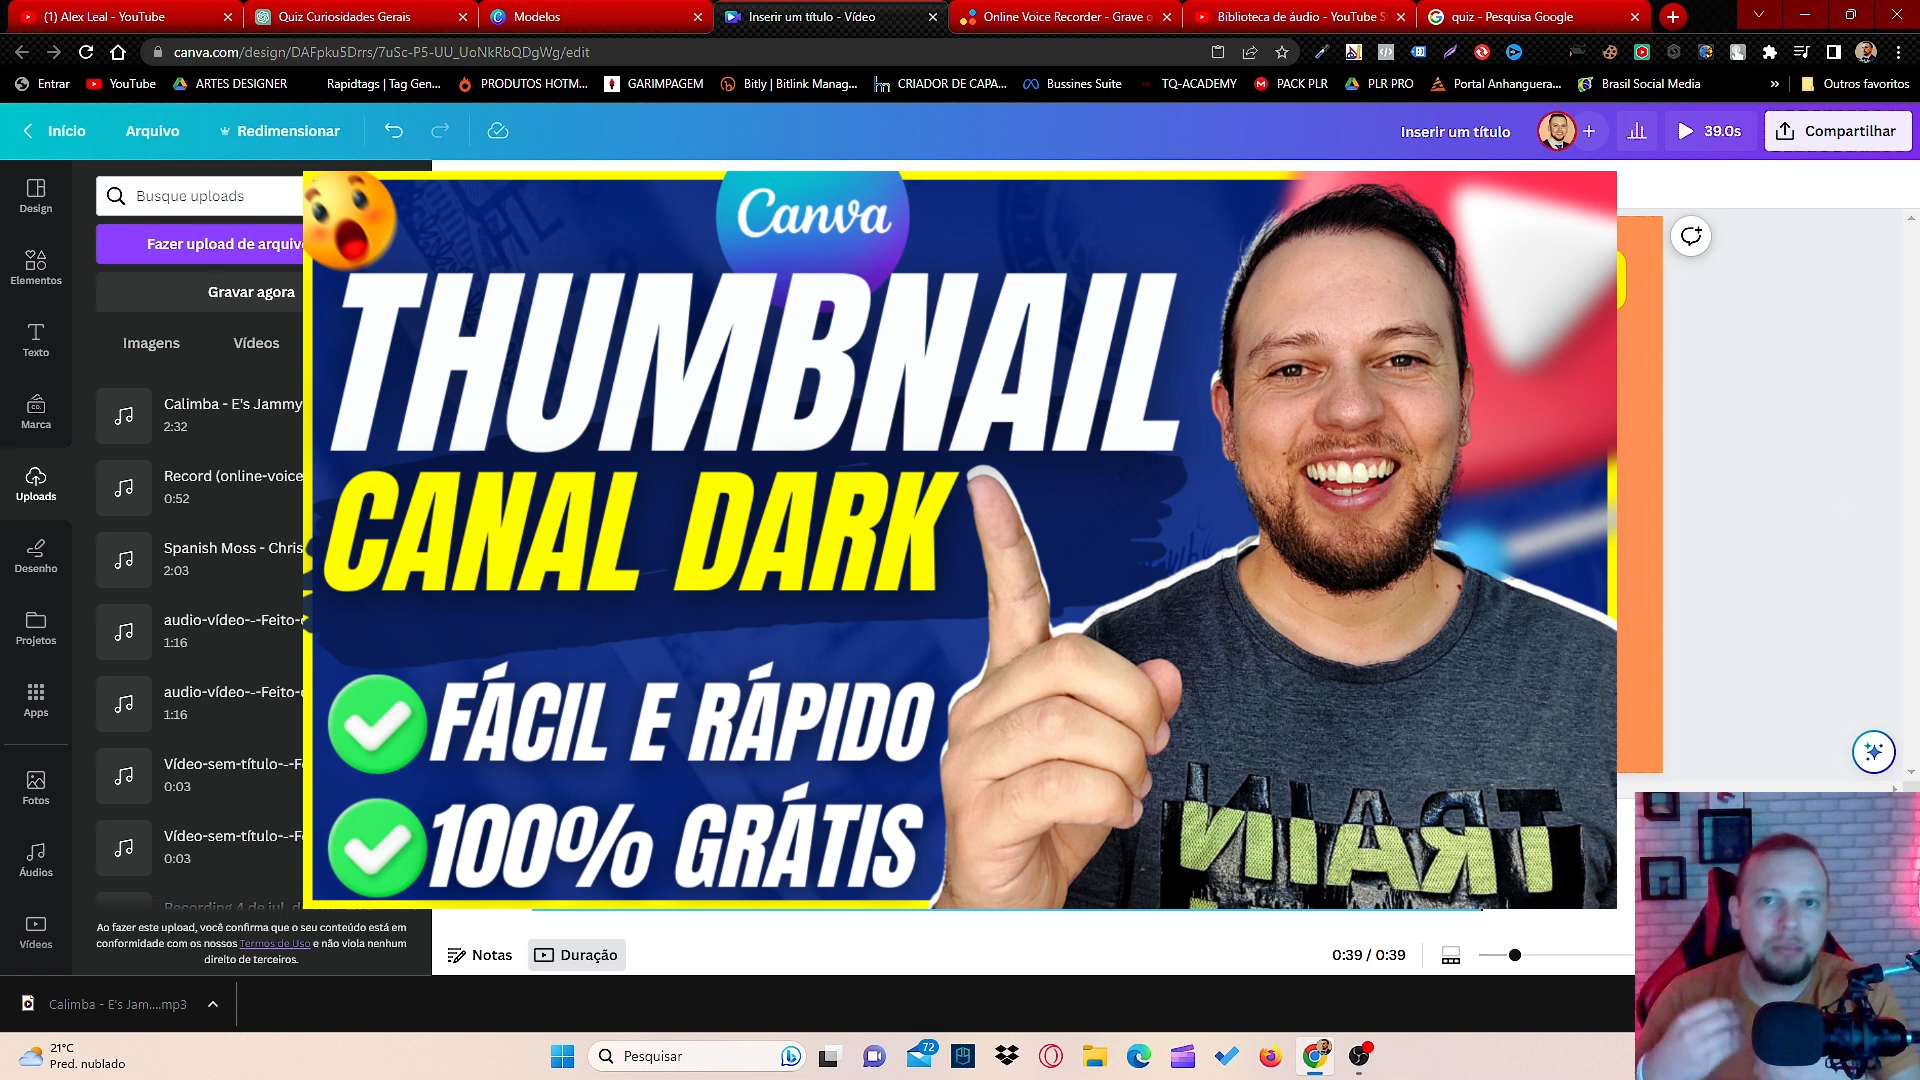 (1) Alex Leal - YouTube
Quiz Curiosidades Gerais
Modelos
Inserir um título - Vídeo
Online Voice Recorder - Grave o
Biblioteca de áudio - YouTube S
quiz - Pesquisa Google
canva.com/design/DAFpku5Drrs/7uSc-P5-UU_UoNkRbQDgWg/edit
Entrar
YouTube
ARTES DESIGNER
Rapidtags | Tag Gen...
PRODUTOS HOTM...
GARIMPAGEM
Bitly | Bitlink Manag...
CRIADOR DE CAPA...
Bussines Suite
TQ-ACADEMY
PACK PLR
PLR PRO
Portal Anhanguera...
Brasil Social Media
»
Outros favoritos
Início
Arquivo
Redimensionar
Inserir um título
39.0s
Compartilhar
Design
Elementos
Texto
Marca
Uploads
Desenho
Projetos
Apps
Fotos
Áudios
Vídeos
Busque uploads
Fazer upload de arquiv
Gravar agora
Imagens
Vídeos
Calimba - E's Jammy
2:32
Record (online-voice
0:52
Spanish Moss - Chris
2:03
audio-vídeo-·-Feito-
1:16
audio-vídeo-·-Feito-
1:16
Vídeo-sem-título-·-F
0:03
Vídeo-sem-título-·-F
0:03
Recording 4 de jul. d
Ao fazer este upload, você confirma que o seu conteúdo está em
conformidade com os nossos Termos de Uso e não viola nenhum
direito de terceiros.
Canva
THUMBNAIL
CANAL DARK
FÁCIL E RÁPIDO
100% GRÁTIS
TRAIN
Notas
Duração
0:39 / 0:39
Calimba - E's Jam....mp3
21°C
Pred. nublado
Pesquisar
72